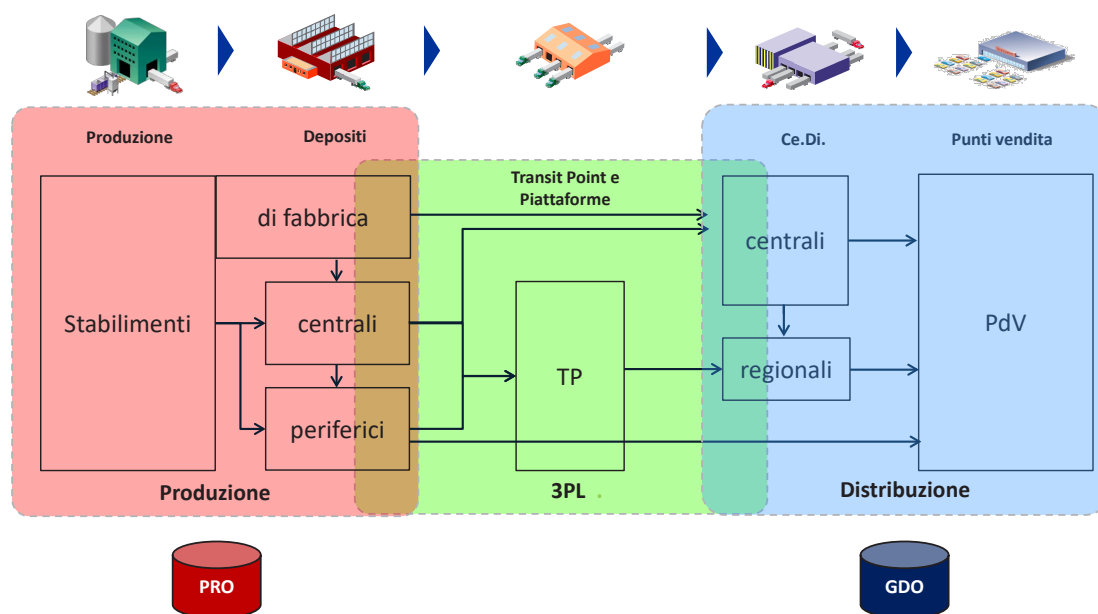 Produzione
Depositi
Ce.Di.
Punti vendita
Transit Point e
Piattaforme
di fabbrica
centrali
Stabilimenti
centrali
PdV
TP
regionali
periferici
Produzione
3PL .
Distribuzione
PRO
GDO